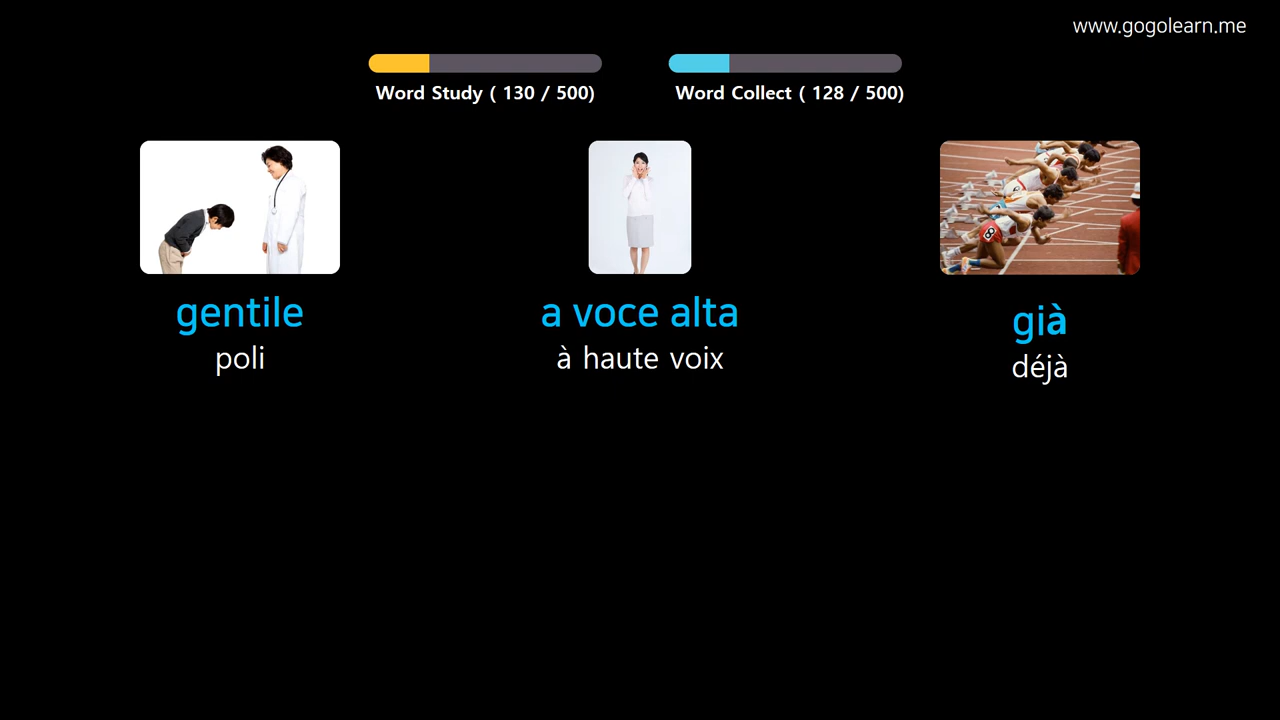 www.gogolearn.me
Word Study ( 130 / 500)
Word Collect ( 128 / 500)
gentile
poli
a voce alta
à haute voix
già
déjà